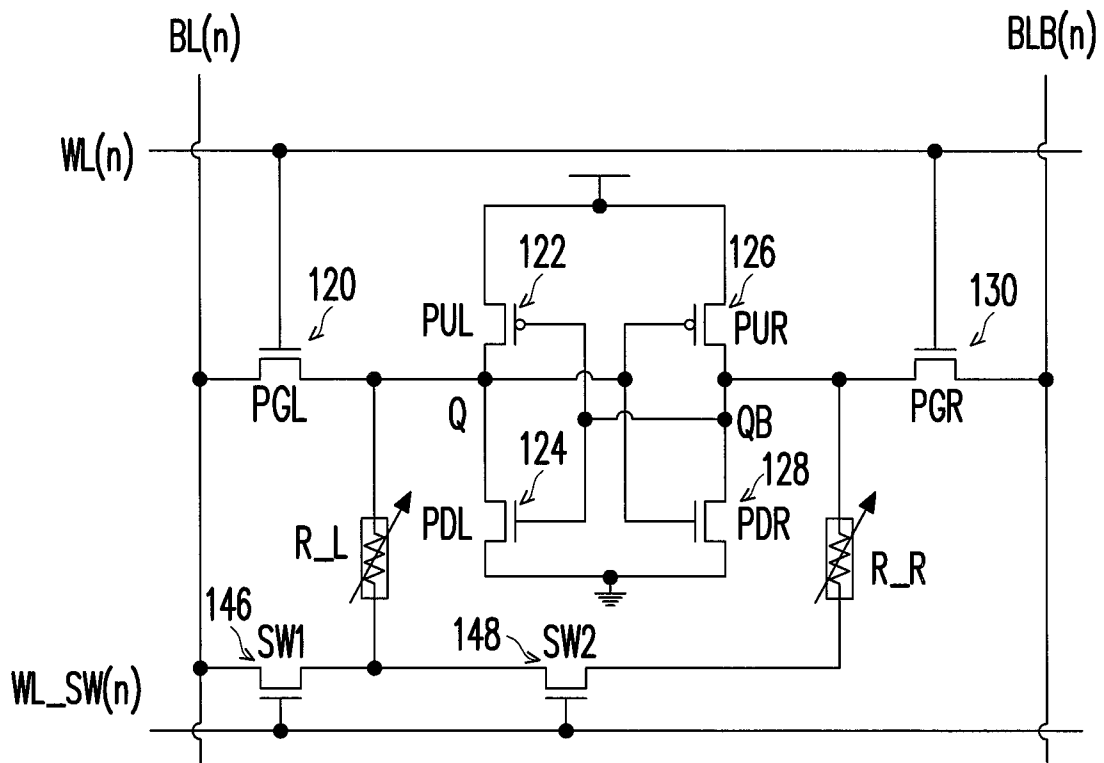 BL(n)
BLB(n)
WL(n)
122
126
120
130
PUL
PUR
PGL
PGR
Q
QB
124
128
PDL
PDR
R_L
R_R
146
SW1
148
SW2
WL_SW(n)